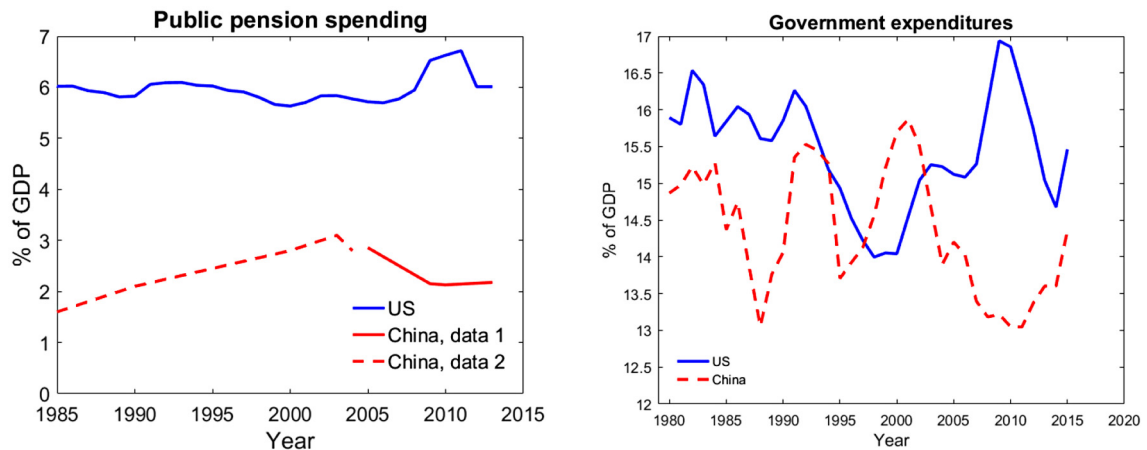 Public pension spending
7
6
5
4
3
2
1
0
% of GDP
US
China, data 1
China, data 2
1985 1990 1995 2000 2005 2010 2015
Year
Government expenditures
17
16.5
16
15.5
15
14.5
14
13.5
13
12.5
12
% of GDP
US
China
1980 1985 1990 1995 2000 2005 2010 2015 2020
Year